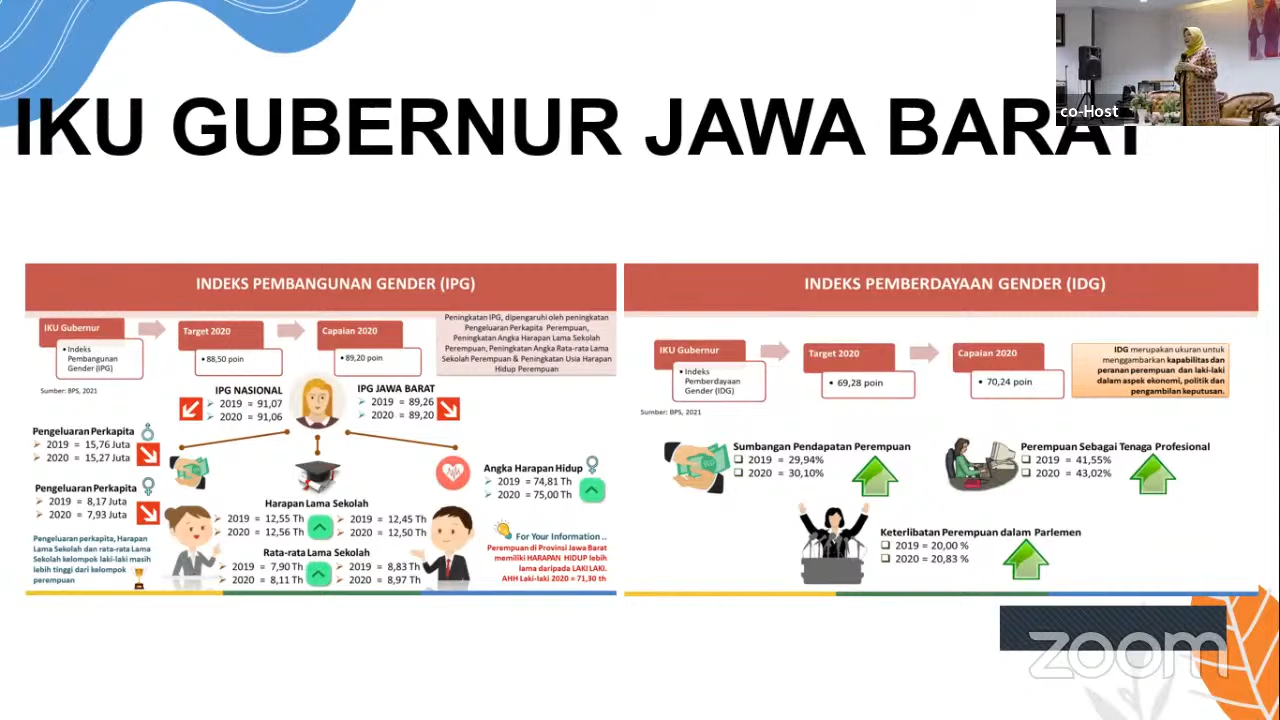 co-Host
IKU GUBERNUR JAWA BARAT
INDEKS PEMBANGUNAN GENDER (IPG)
IKU Gubernur
• Indeks
Pembangunan
Gender (IPG)
Target 2020
• 88,50 poin
Capaian 2020
• 89,20 poin
Peningkatan IPG, dipengaruhi oleh peningkatan
Pengeluaran Perkapita Perempuan,
Peningkatan Angka Harapan Lama Sekolah
Perempuan, Peningkatan Angka Rata-rata Lama
Sekolah Perempuan & Peningkatan Usia Harapan
Hidup Perempuan
Sumber: BPS, 2021
IPG NASIONAL
➢ 2019 = 91,07
➢ 2020 = 91,06
IPG JAWA BARAT
➢ 2019 = 89,26
➢ 2020 = 89,20
Pengeluaran Perkapita
➢ 2019 = 15,76 Juta
➢ 2020 = 15,27 Juta
Pengeluaran Perkapita
➢ 2019 = 8,17 Juta
➢ 2020 = 7,93 Juta
Pengeluaran perkapita, Harapan
Lama Sekolah dan rata-rata Lama
Sekolah kelompok laki-laki masih
lebih tinggi dari kelompok
perempuan
Harapan Lama Sekolah
➢ 2019 = 12,55 Th ➢ 2019 = 12,45 Th
➢ 2020 = 12,56 Th ➢ 2020 = 12,50 Th
Rata-rata Lama Sekolah
➢ 2019 = 7,90 Th ➢ 2019 = 8,83 Th
➢ 2020 = 8,11 Th ➢ 2020 = 8,97 Th
Angka Harapan Hidup
➢ 2019 = 74,81 Th
➢ 2020 = 75,00 Th
For Your Information ..
Perempuan di Provinsi Jawa Barat
memiliki HARAPAN HIDUP lebih
lama daripada LAKI LAKI.
AHH Laki-laki 2020 = 71,30 th
INDEKS PEMBERDAYAAN GENDER (IDG)
IKU Gubernur
• Indeks
Pemberdayaan
Gender (IDG)
Target 2020
• 69,28 poin
Capaian 2020
• 70,24 poin
IDG merupakan ukuran untuk
menggambarkan kapabilitas dan
peranan perempuan dan laki-laki
dalam aspek ekonomi, politik dan
pengambilan keputusan.
Sumber: BPS, 2021
Sumbangan Pendapatan Perempuan
❑ 2019 = 29,94%
❑ 2020 = 30,10%
Perempuan Sebagai Tenaga Profesional
❑ 2019 = 41,55%
❑ 2020 = 43,02%
Keterlibatan Perempuan dalam Parlemen
❑ 2019 = 20,00 %
❑ 2020 = 20,83 %
zoom